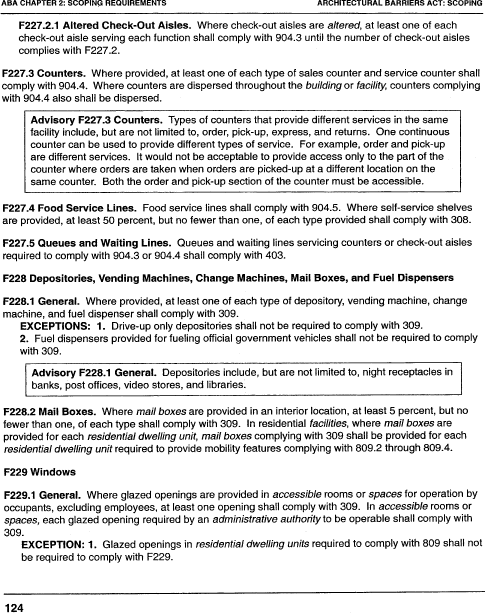 ABA CHAPTER 2: SCOPING REQUIREMENTS ARCHITECTURAL BARRIERS ACT: SCOPING
F227.2.1 Altered Check-Out Aisles. Where check-out aisles are altered, at least one of each
check-out aisle serving each function shall comply with 904.3 until the number of check-out aisles
complies with F227.2.
F227.3 Counters. Where provided, at least one of each type of sales counter and service counter shall
comply with 904.4. Where counters are dispersed throughout the building or facility, counters complying
with 904.4 also shall be dispersed.
Advisory F227.3 Counters. Types of counters that provide different services in the same
facility include, but are not limited to, order, pick-up, express, and returns. One continuous
counter can be used to provide different types of service. For example, order and pick-up
are different services. It would not be acceptable to provide access only to the part of the
counter where orders are taken when orders are picked-up at a different location on the
same counter. Both the order and pick-up section of the counter must be accessible.
F227.4 Food Service Lines. Food service lines shall comply with 904.5. Where self-service shelves
are provided, at least 50 percent, but no fewer than one, of each type provided shall comply with 308.
F227.5 Queues and Waiting Lines. Queues and waiting lines servicing counters or check-out aisles
required to comply with 904.3 or 904.4 shall comply with 403.
F228 Depositories, Vending Machines, Change Machines, Mail Boxes, and Fuel Dispensers
F228.1 General. Where provided, at least one of each type of depository, vending machine, change
machine, and fuel dispenser shall comply with 309.
EXCEPTIONS: 1. Drive-up only depositories shall not be required to comply with 309.
2. Fuel dispensers provided for fueling official government vehicles shall not be required to comply
with 309.
Advisory F228.1 General. Depositories include, but are not limited to, night receptacles in
banks, post offices, video stores, and libraries.
F228.2 Mail Boxes. Where mail boxes are provided in an interior location, at least 5 percent, but no
fewer than one, of each type shall comply with 309. In residential facilities, where mail boxes are
provided for each residential dwelling unit, mail boxes complying with 309 shall be provided for each
residential dwelling unit required to provide mobility features complying with 809.2 through 809.4.
F229 Windows
F229.1 General. Where glazed openings are provided in accessible rooms or spaces for operation by
occupants, excluding employees, at least one opening shall comply with 309. In accessible rooms or
spaces, each glazed opening required by an administrative authority to be operable shall comply with
309.
EXCEPTION: 1. Glazed openings in residential dwelling units required to comply with 809 shall not
be required to comply with F229.
124